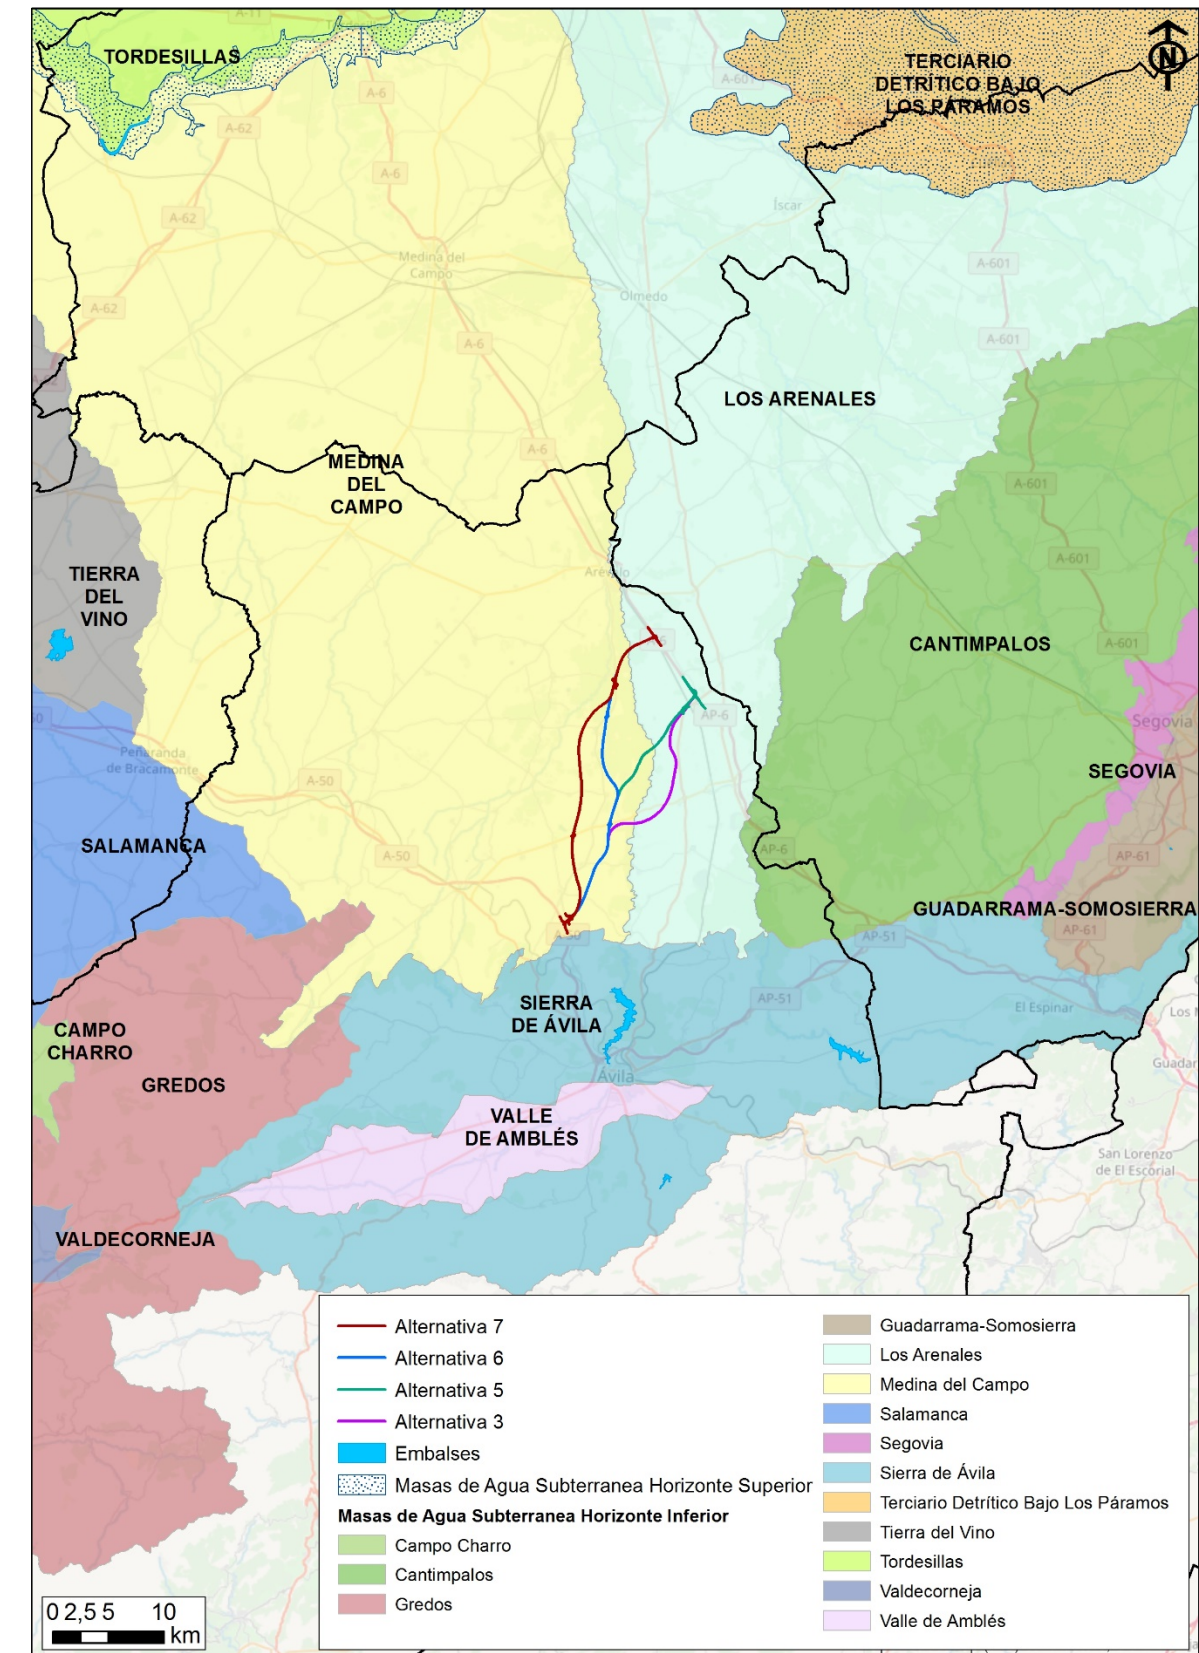 A-11
TORDESILLAS
A-6
A-62
A-6
A-62
A-62
A-601
TERCIARIO
DETRÍTICO BAJO
LOS PÁRAMOS
N
Íscar
Medina del
Campo
Olmedo
A-601
A-6
A-601
LOS ARENALES
A-6
MEDINA
DEL
CAMPO
A-601
A-601
TIERRA
DEL
VINO
Arévalo
CANTIMPALOS
A-601
A-6
AP-6
Segovia
Peñaranda
de Bracamonte
A-50
SEGOVIA
SALAMANCA
A-50
AP-6
AP-61
GUADARRAMA-SOMOSIERRA
A-50
AP-51
AP-61
SIERRA
DE ÁVILA
AP-51
El Espinar
Los M
CAMPO
CHARRO
GREDOS
Ávila
Guadar
VALLE
DE AMBLÉS
San Lorenzo
de El Escorial
VALDECORNEJA
Alternativa 7
Alternativa 6
Alternativa 5
Alternativa 3
Embalses
Masas de Agua Subterranea Horizonte Superior
Masas de Agua Subterranea Horizonte Inferior
Campo Charro
Cantimpalos
Gredos
Guadarrama-Somosierra
Los Arenales
Medina del Campo
Salamanca
Segovia
Sierra de Ávila
Terciario Detrítico Bajo Los Páramos
Tierra del Vino
Tordesillas
Valdecorneja
Valle de Amblés
0 2,5 5 10
km